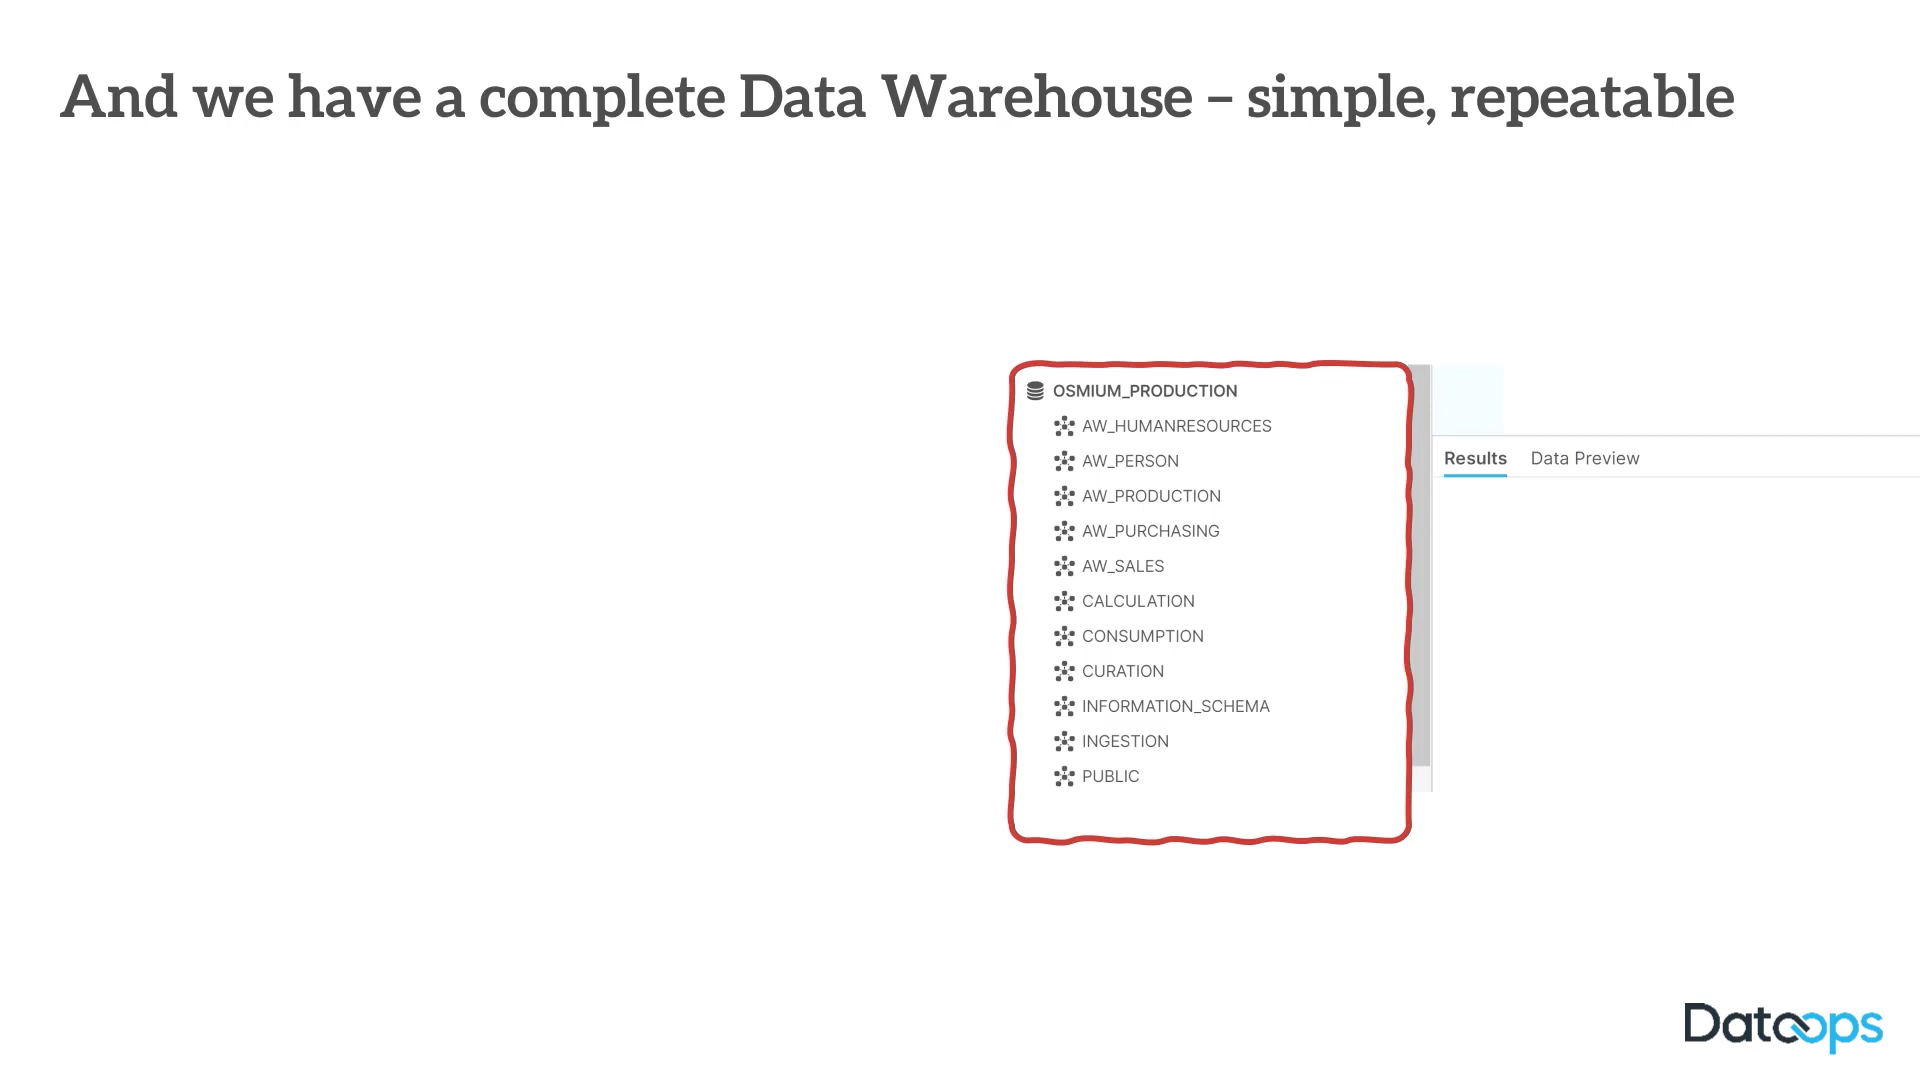 And we have a complete Data Warehouse – simple, repeatable
OSMIUM_PRODUCTION
AW_HUMANRESOURCES
AW_PERSON
AW_PRODUCTION
AW_PURCHASING
AW_SALES
CALCULATION
CONSUMPTION
CURATION
INFORMATION_SCHEMA
INGESTION
PUBLIC
Results Data Preview
Dataops